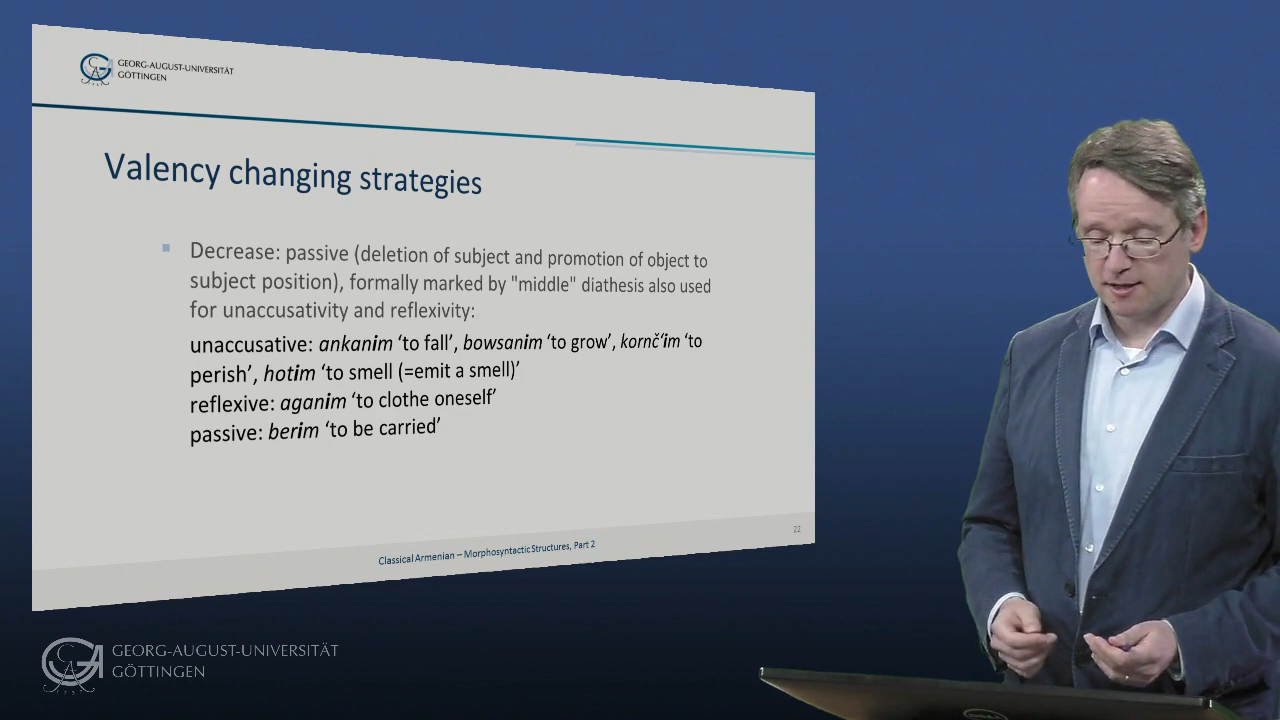 GEORG-AUGUST-UNIVERSITÄT
GÖTTINGEN
Valency changing strategies
Decrease: passive (deletion of subject and promotion of object to
subject position), formally marked by "middle" diathesis also used
for unaccusativity and reflexivity:
unaccusative: ankanim ‘to fall’, bowsanim ‘to grow’, kornč‘im ‘to
perish’, hotim ‘to smell (=emit a smell)’
reflexive: aganim ‘to clothe oneself’
passive: berim ‘to be carried’
22
Classical Armenian – Morphosyntactic Structures, Part 2
GEORG-AUGUST-UNIVERSITÄT
GÖTTINGEN
DELL